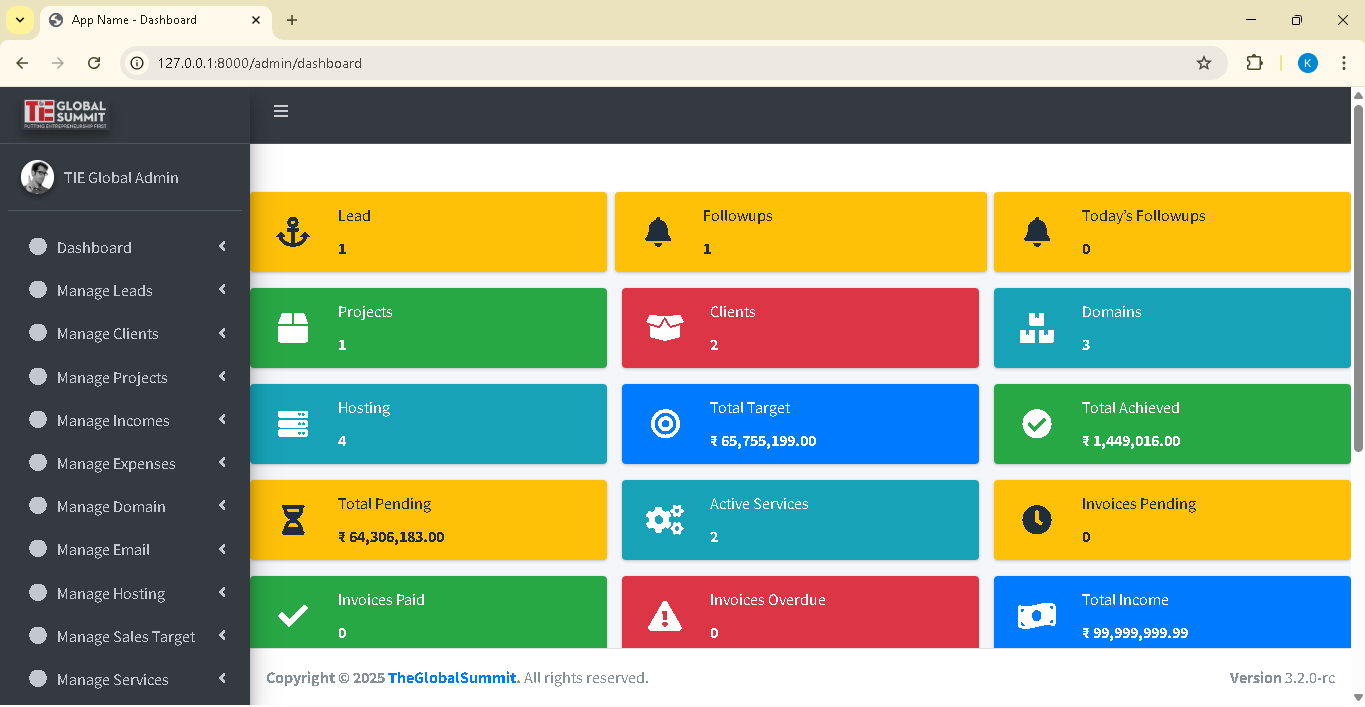 App Name - Dashboard
127.0.0.1:8000/admin/dashboard
K
TiE GLOBAL SUMMIT
PUTTING ENTREPRENEURSHIP FIRST
TIE Global Admin
Dashboard
Manage Leads
Manage Clients
Manage Projects
Manage Incomes
Manage Expenses
Manage Domain
Manage Email
Manage Hosting
Manage Sales Target
Manage Services
Lead
1
Followups
1
Today's Followups
0
Projects
1
Clients
2
Domains
3
Hosting
4
Total Target
₹ 65,755,199.00
Total Achieved
₹ 1,449,016.00
Total Pending
₹ 64,306,183.00
Active Services
2
Invoices Pending
0
Invoices Paid
0
Invoices Overdue
0
Total Income
₹ 99,999,999.99
Copyright © 2025 TheGlobalSummit. All rights reserved.
Version 3.2.0-rc